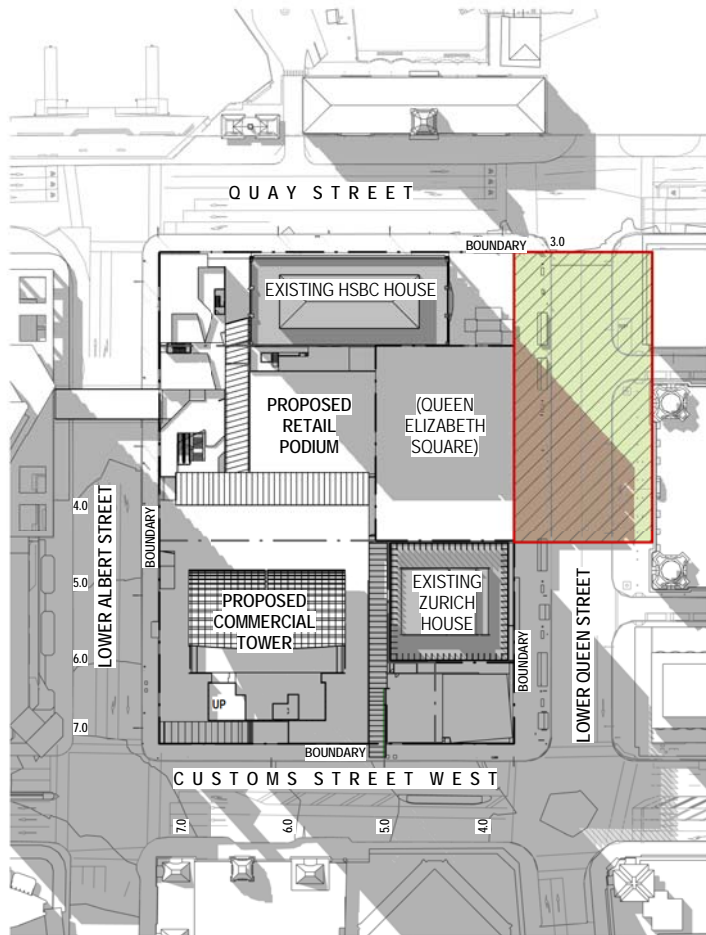 QUAY STREET
BOUNDARY
3.0
EXISTING HSBC HOUSE
PROPOSED
RETAIL
PODIUM
(QUEEN
ELIZABETH
SQUARE)
4.0
5.0
6.0
7.0
LOWER ALBERT STREET
BOUNDARY
PROPOSED
COMMERCIAL
TOWER
EXISTING
ZURICH
HOUSE
UP
BOUNDARY
LOWER QUEEN STREET
BOUNDARY
CUSTOMS STREET WEST
7.0
6.0
5.0
4.0